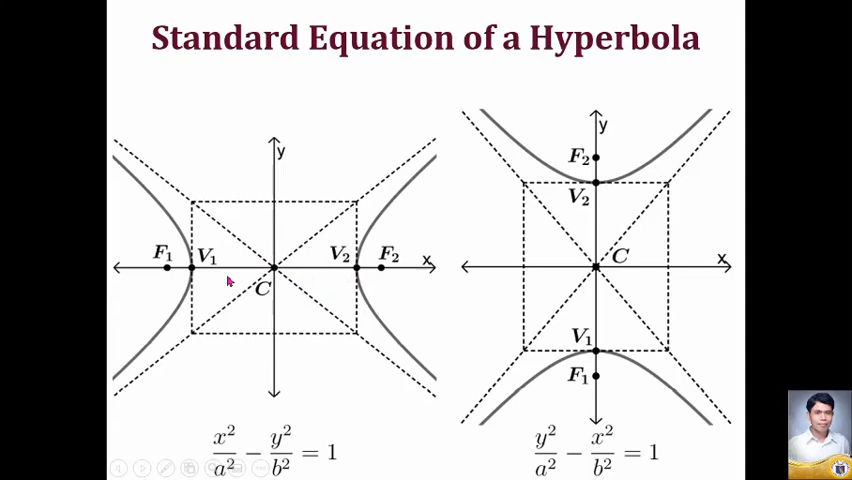 Standard Equation of a Hyperbola
y
F₁ V₁ V₂ F₂ x
C
x²/a² − y²/b² = 1
y
F₂
V₂
C
x
V₁
F₁
y²/a² − x²/b² = 1